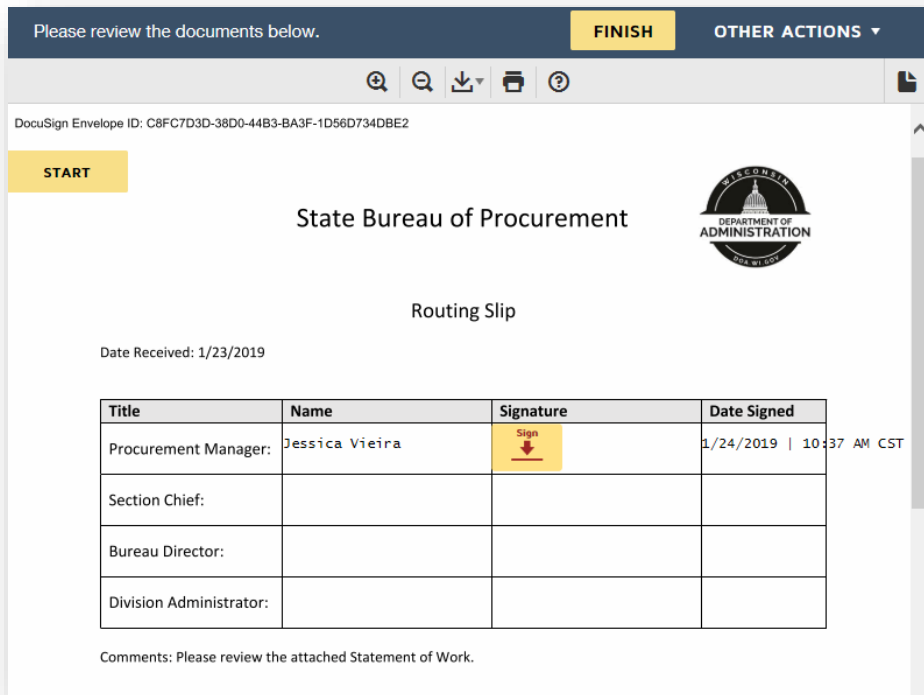 Please review the documents below. FINISH OTHER ACTIONS
DocuSign Envelope ID: C8FC7D3D-38D0-44B3-BA3F-1D56D734DBE2
START
WISCONSIN
DEPARTMENT OF
ADMINISTRATION
DOA.WI.GOV
State Bureau of Procurement
Routing Slip
Date Received: 1/23/2019
Title Name Signature Date Signed
Procurement Manager: Jessica Vieira Sign 1/24/2019 | 10:37 AM CST
Section Chief:
Bureau Director:
Division Administrator:
Comments: Please review the attached Statement of Work.